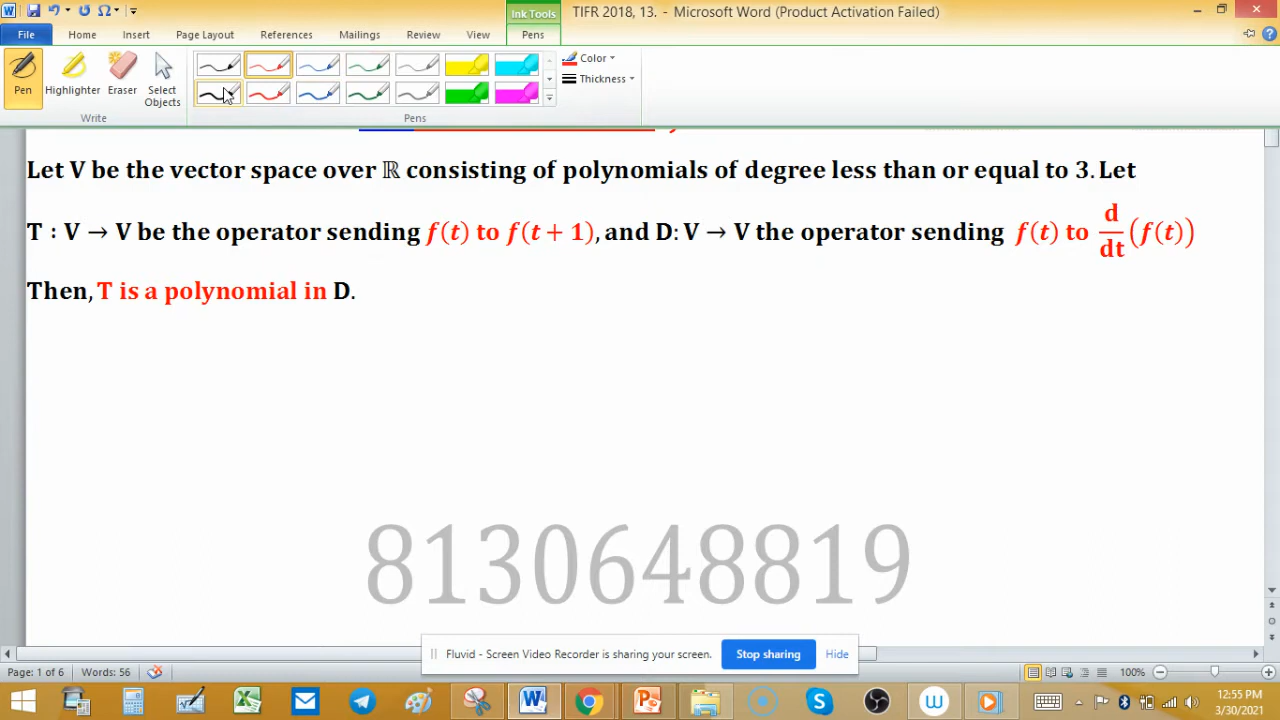 Ink Tools
TIFR 2018, 13. - Microsoft Word (Product Activation Failed)
File Home Insert Page Layout References Mailings Review View Pens
Pen Highlighter Eraser Select Objects
Color
Thickness
Write Pens
Let V be the vector space over ℝ consisting of polynomials of degree less than or equal to 3. Let
T : V → V be the operator sending f(t) to f(t + 1), and D: V → V the operator sending f(t) to d/dt (f(t))
Then, T is a polynomial in D.
8130648819
Fluvid - Screen Video Recorder is sharing your screen. Stop sharing Hide
Page: 1 of 6 Words: 56 100%
12:55 PM
3/30/2021